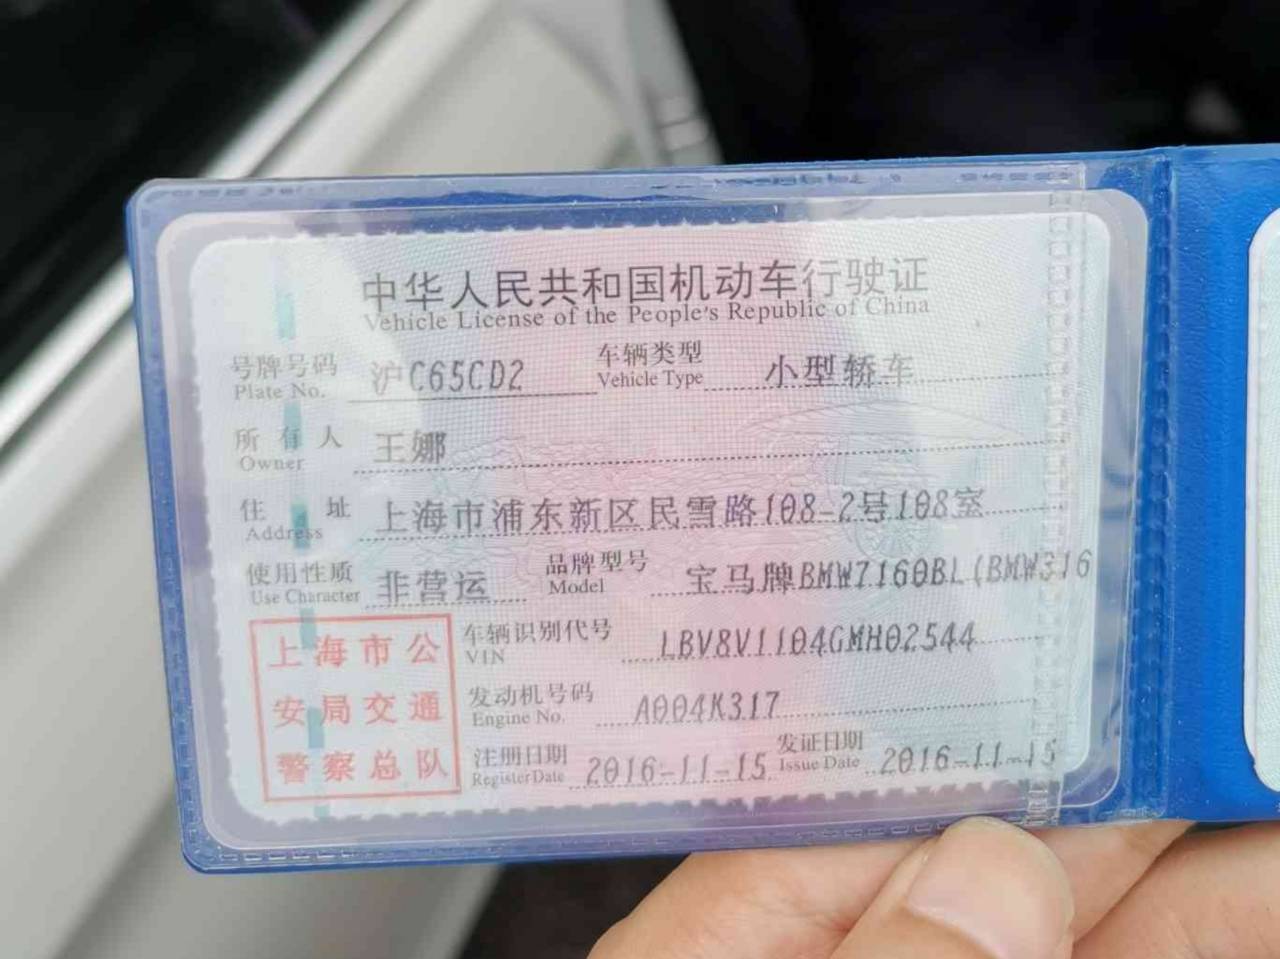 中华人民共和国机动车行驶证
Vehicle License of the People's Republic of China
号牌号码 沪C65CD2 车辆类型 小型轿车
Plate No. Vehicle Type
所有人 王娜
Owner
住址 上海市浦东新区民雪路108-2号108室
Address
使用性质 非营运 品牌型号 宝马牌BMW7160BL(BMW316
Use Character Model
上海市公
安局交通
警察总队
车辆识别代号 LBV8V1104GMH02544
VIN
发动机号码 A004K317
Engine No.
注册日期 2016-11-15 发证日期 2016-11-15
Register Date Issue Date